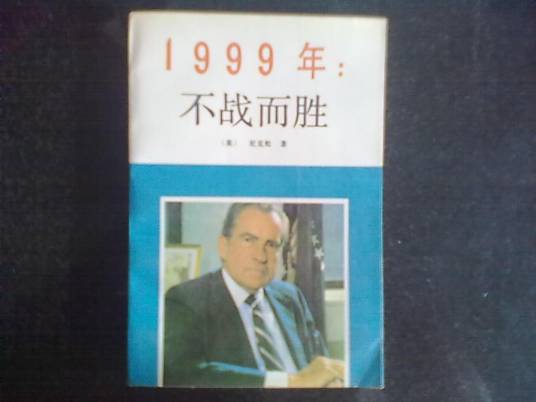 1999年：
不战而胜
（美） 尼克松 著